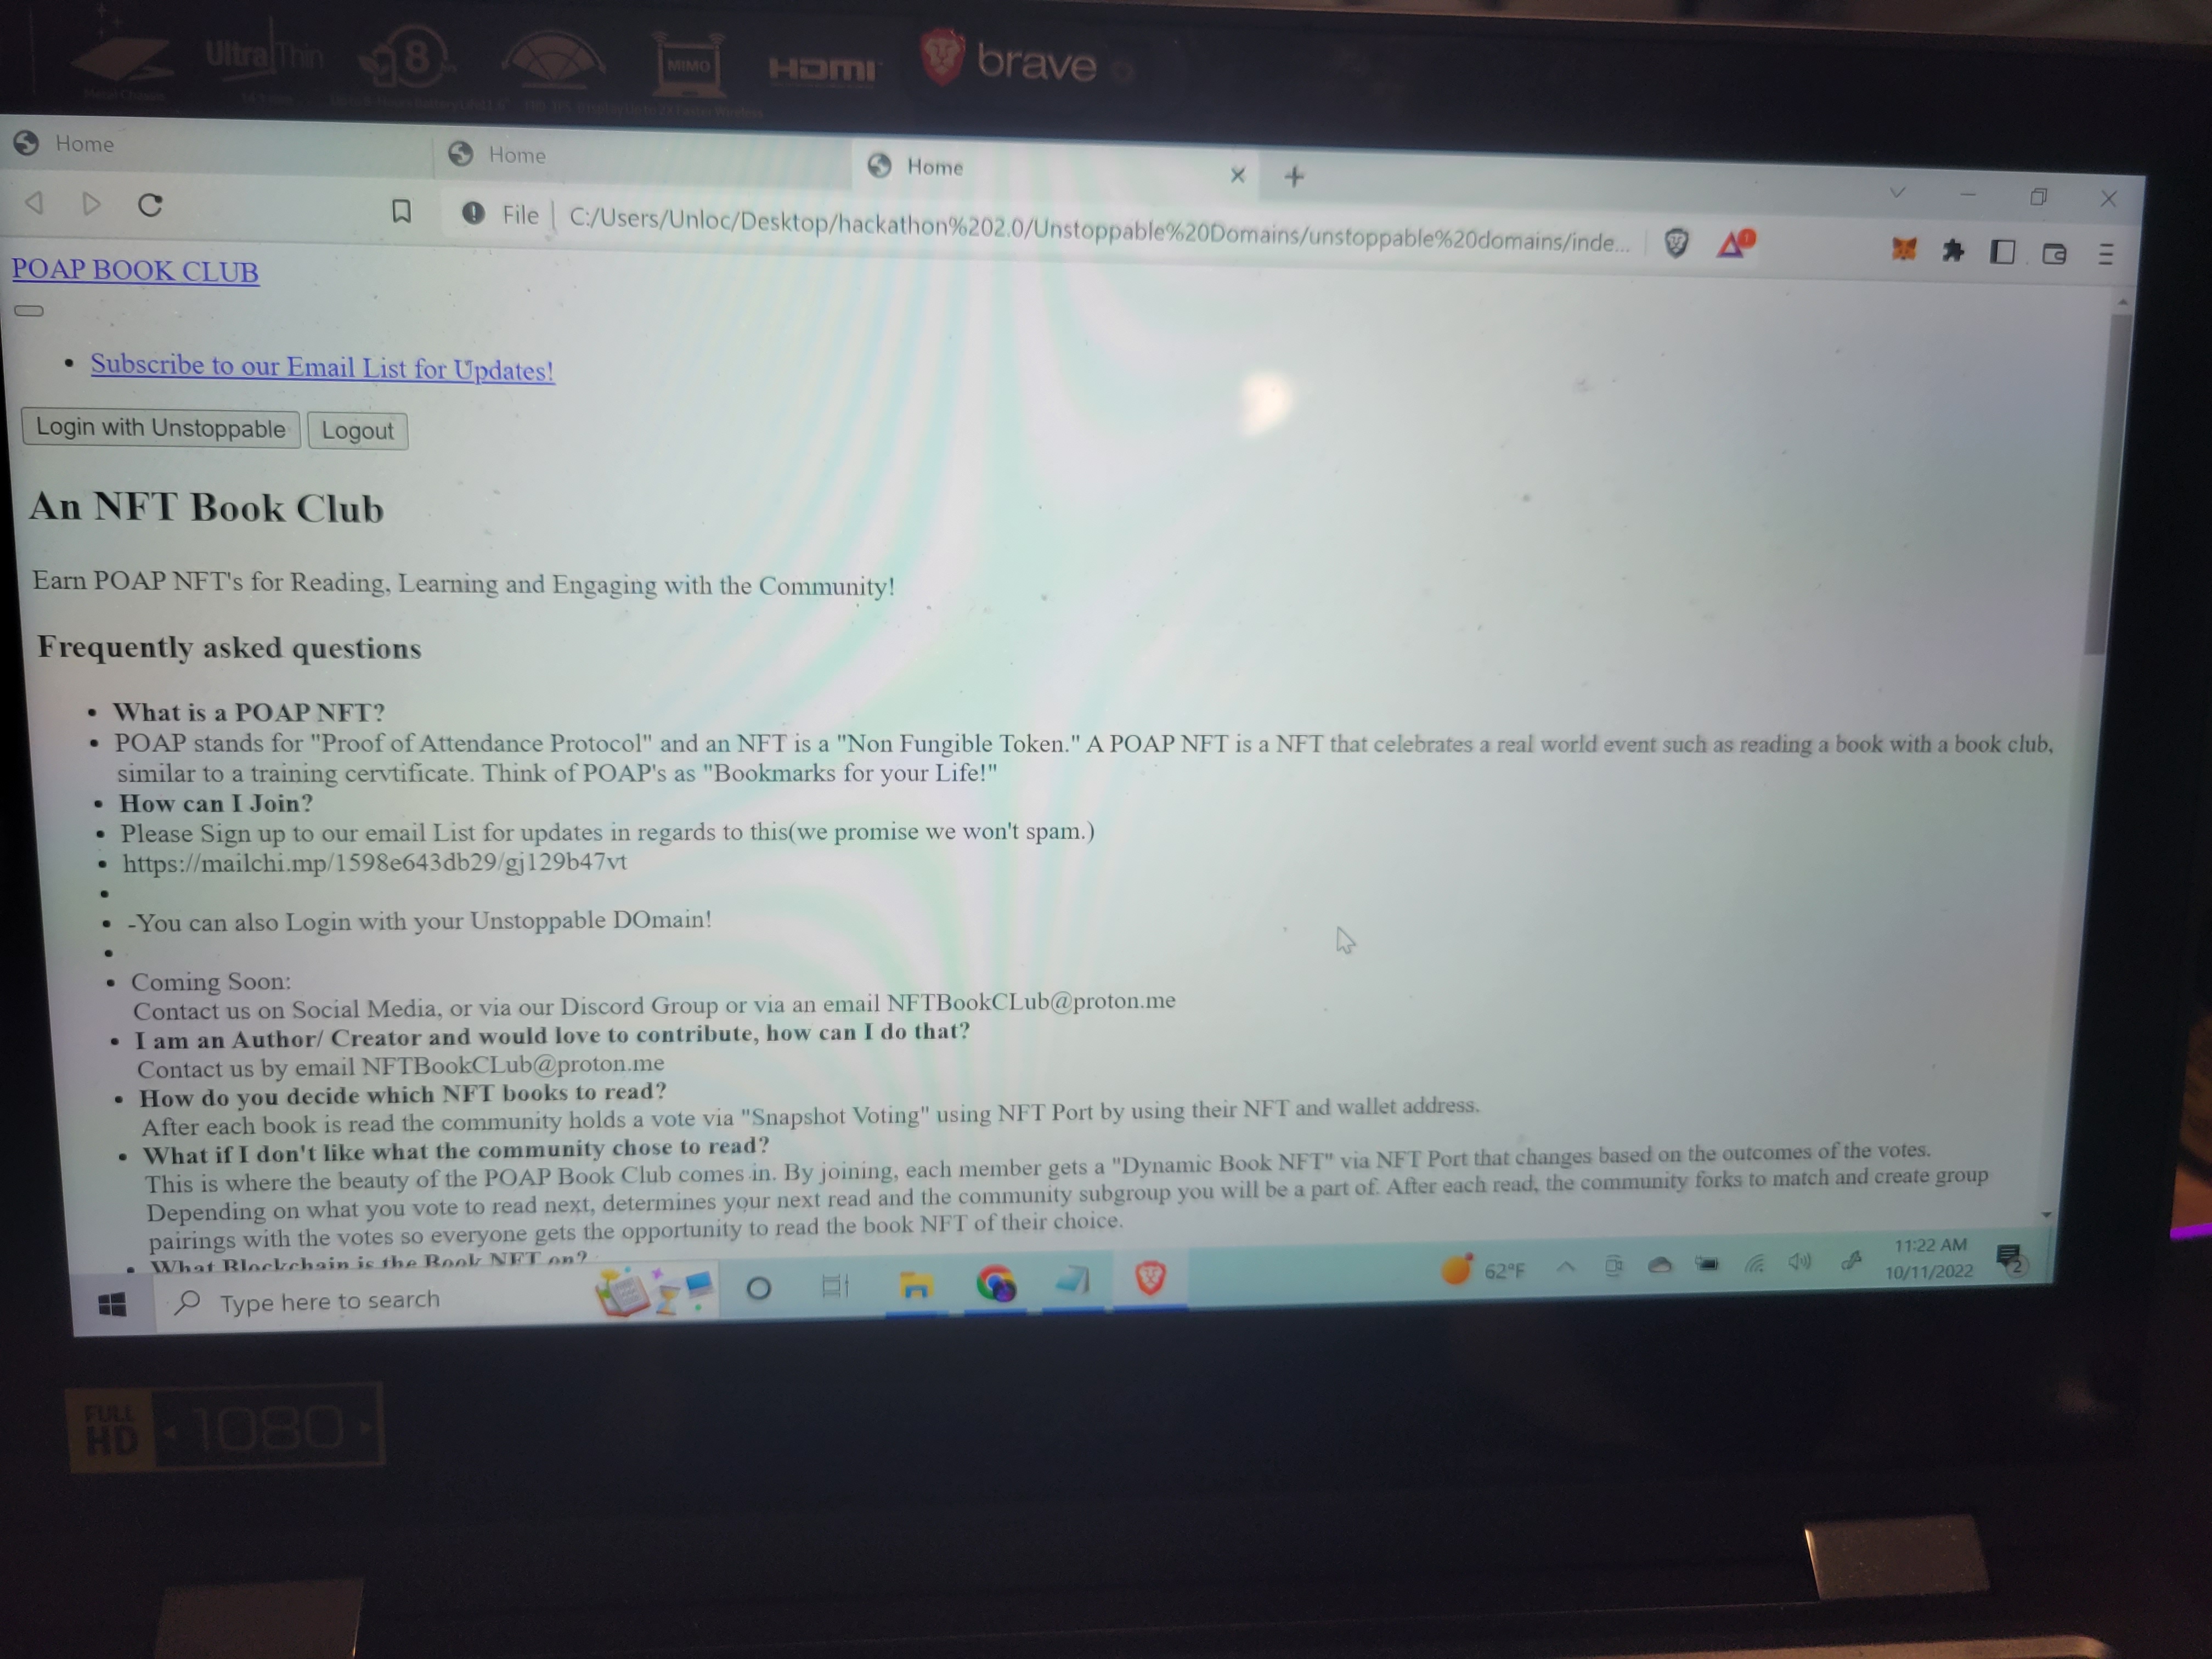 UltraThin
8
MIMO
HDMI
brave
Home
Home
Home
File
C:/Users/Unloc/Desktop/hackathon%202.0/Unstoppable%20Domains/unstoppable%20domains/inde...
POAP BOOK CLUB
Subscribe to our Email List for Updates!
Login with Unstoppable
Logout
An NFT Book Club
Earn POAP NFT's for Reading, Learning and Engaging with the Community!
Frequently asked questions
What is a POAP NFT?
POAP stands for "Proof of Attendance Protocol" and an NFT is a "Non Fungible Token." A POAP NFT is a NFT that celebrates a real world event such as reading a book with a book club,
similar to a training cervtificate. Think of POAP's as "Bookmarks for your Life!"
How can I Join?
Please Sign up to our email List for updates in regards to this(we promise we won't spam.)
https://mailchi.mp/1598e643db29/gj129b47vt
-You can also Login with your Unstoppable DOmain!
Coming Soon:
Contact us on Social Media, or via our Discord Group or via an email NFTBookCLub@proton.me
I am an Author/ Creator and would love to contribute, how can I do that?
Contact us by email NFTBookCLub@proton.me
How do you decide which NFT books to read?
After each book is read the community holds a vote via "Snapshot Voting" using NFT Port by using their NFT and wallet address.
What if I don't like what the community chose to read?
This is where the beauty of the POAP Book Club comes in. By joining, each member gets a "Dynamic Book NFT" via NFT Port that changes based on the outcomes of the votes.
Depending on what you vote to read next, determines your next read and the community subgroup you will be a part of. After each read, the community forks to match and create group
pairings with the votes so everyone gets the opportunity to read the book NFT of their choice.
What Blockchain is the Book NFT on?
Type here to search
62°F
11:22 AM
10/11/2022
2
FULL
HD
1080